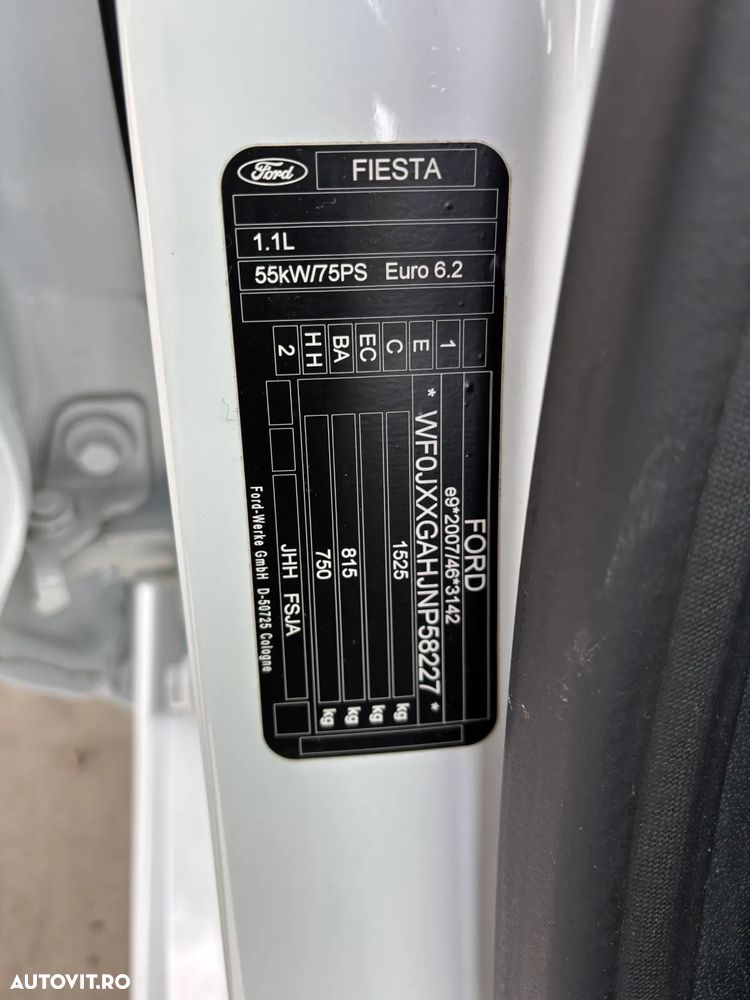 Ford FIESTA
1.1L
55kW/75PS Euro 6.2
2 HH BA EC C E 1
FORD
e9*2007/46*3142
* WF0JXXGAHJNP58227 *
1525 kg
kg
815 kg
750 kg
JHH FSJA
Ford-Werke GmbH D-50725 Cologne
AUTOVIT.RO